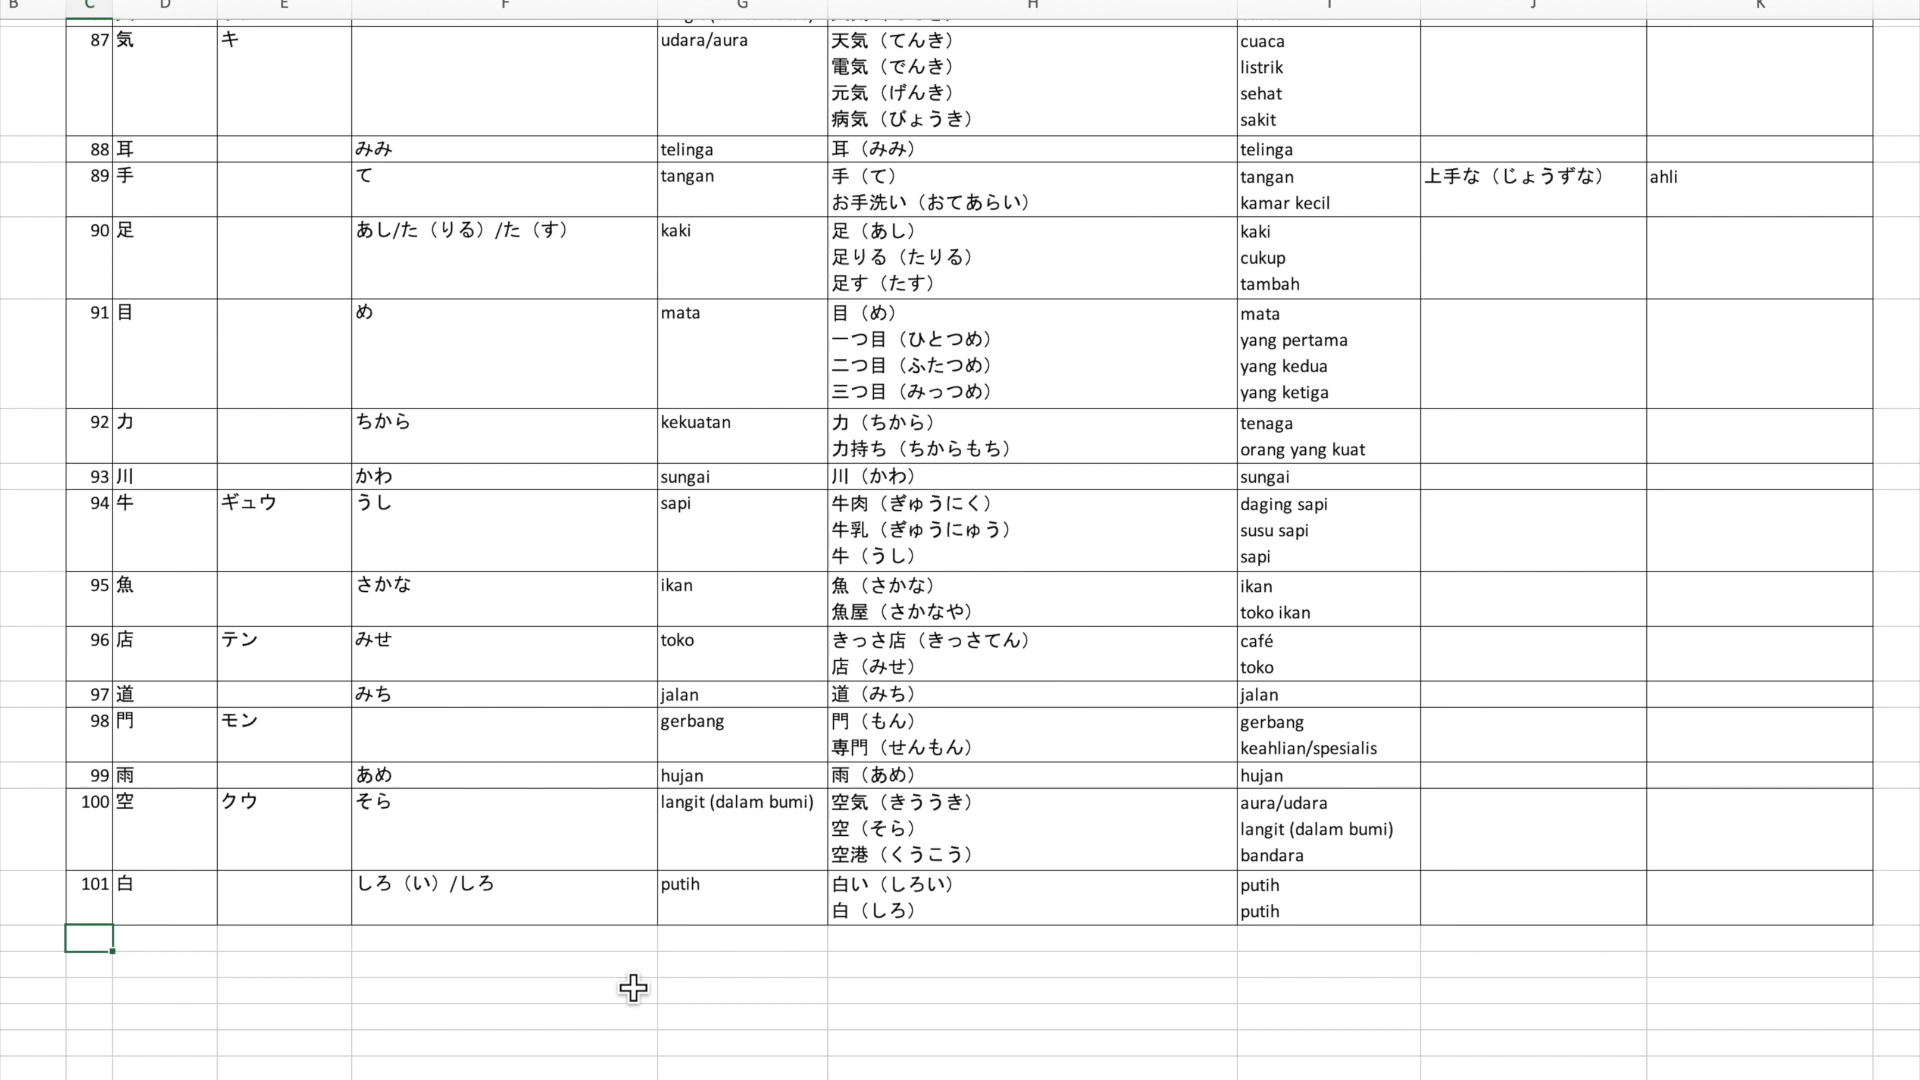 B C D E F G H I J K
87 気 キ udara/aura 天気（てんき） cuaca
電気（でんき） listrik
元気（げんき） sehat
病気（びょうき） sakit
88 耳 みみ telinga 耳（みみ） telinga
89 手 て tangan 手（て） tangan 上手な（じょうずな） ahli
お手洗い（おてあらい） kamar kecil
90 足 あし/た（りる）/た（す） kaki 足（あし） kaki
足りる（たりる） cukup
足す（たす） tambah
91 目 め mata 目（め） mata
一つ目（ひとつめ） yang pertama
二つ目（ふたつめ） yang kedua
三つ目（みっつめ） yang ketiga
92 力 ちから kekuatan 力（ちから） tenaga
力持ち（ちからもち） orang yang kuat
93 川 かわ sungai 川（かわ） sungai
94 牛 ギュウ うし sapi 牛肉（ぎゅうにく） daging sapi
牛乳（ぎゅうにゅう） susu sapi
牛（うし） sapi
95 魚 さかな ikan 魚（さかな） ikan
魚屋（さかなや） toko ikan
96 店 テン みせ toko きっさ店（きっさてん） café
店（みせ） toko
97 道 みち jalan 道（みち） jalan
98 門 モン gerbang 門（もん） gerbang
専門（せんもん） keahlian/spesialis
99 雨 あめ hujan 雨（あめ） hujan
100 空 クウ そら langit (dalam bumi) 空気（きううき） aura/udara
空（そら） langit (dalam bumi)
空港（くうこう） bandara
101 白 しろ（い）/しろ putih 白い（しろい） putih
白（しろ） putih